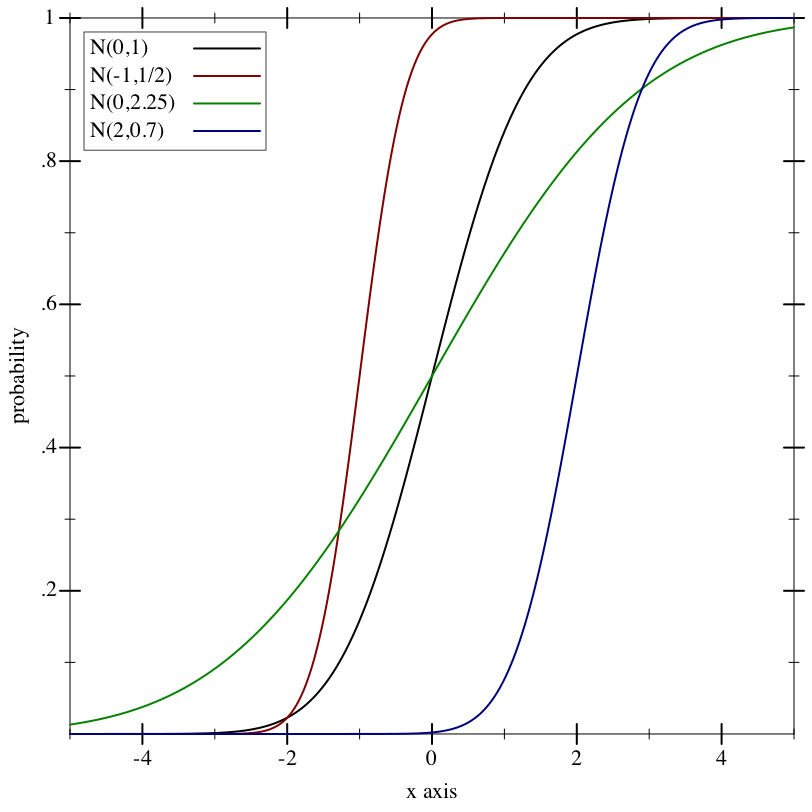 1
N(0,1)
N(-1,1/2)
N(0,2.25)
N(2,0.7)
.8
.6
probability
.4
.2
-4 -2 0 2 4
x axis